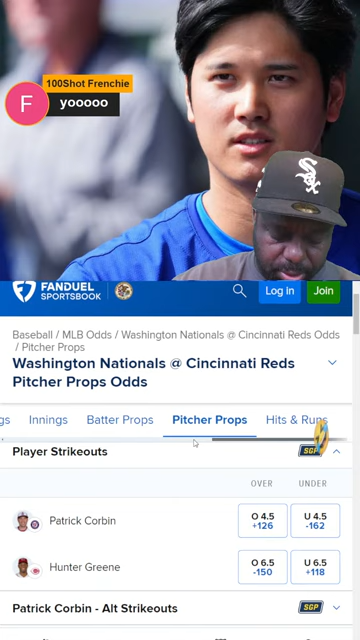 100Shot Frenchie
F
yooooo
Sox
FANDUEL
SPORTSBOOK
Log in
Join
Baseball / MLB Odds / Washington Nationals @ Cincinnati Reds Odds
/ Pitcher Props
Washington Nationals @ Cincinnati Reds
Pitcher Props Odds
gs
Innings
Batter Props
Pitcher Props
Hits & Runs
Player Strikeouts
SGP
OVER
UNDER
Patrick Corbin
O 4.5
+126
U 4.5
-162
Hunter Greene
O 6.5
-150
U 6.5
+118
Patrick Corbin - Alt Strikeouts
SGP